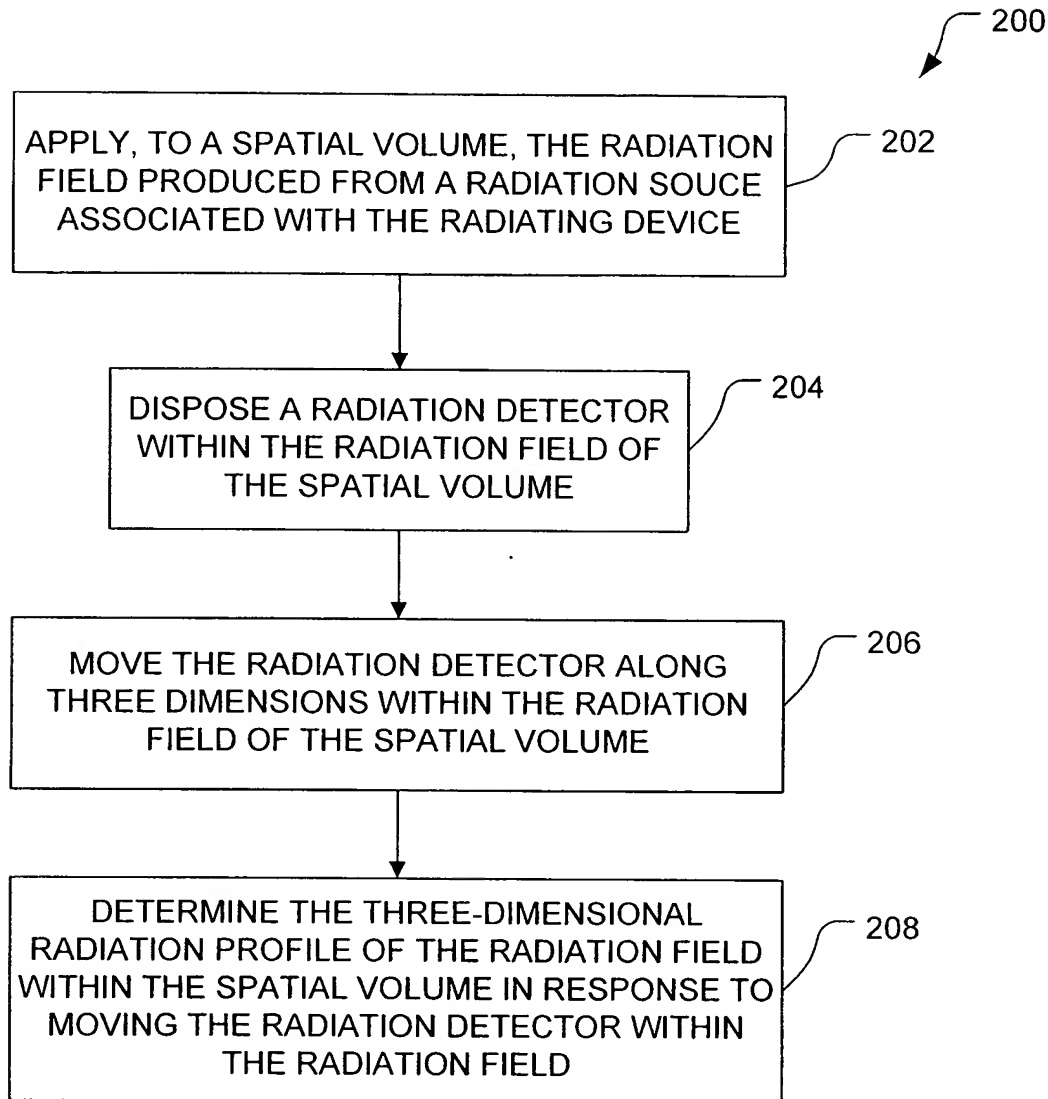 200
APPLY, TO A SPATIAL VOLUME, THE RADIATION
FIELD PRODUCED FROM A RADIATION SOUCE
ASSOCIATED WITH THE RADIATING DEVICE
202
DISPOSE A RADIATION DETECTOR
WITHIN THE RADIATION FIELD OF
THE SPATIAL VOLUME
204
MOVE THE RADIATION DETECTOR ALONG
THREE DIMENSIONS WITHIN THE RADIATION
FIELD OF THE SPATIAL VOLUME
206
DETERMINE THE THREE-DIMENSIONAL
RADIATION PROFILE OF THE RADIATION FIELD
WITHIN THE SPATIAL VOLUME IN RESPONSE TO
MOVING THE RADIATION DETECTOR WITHIN
THE RADIATION FIELD
208